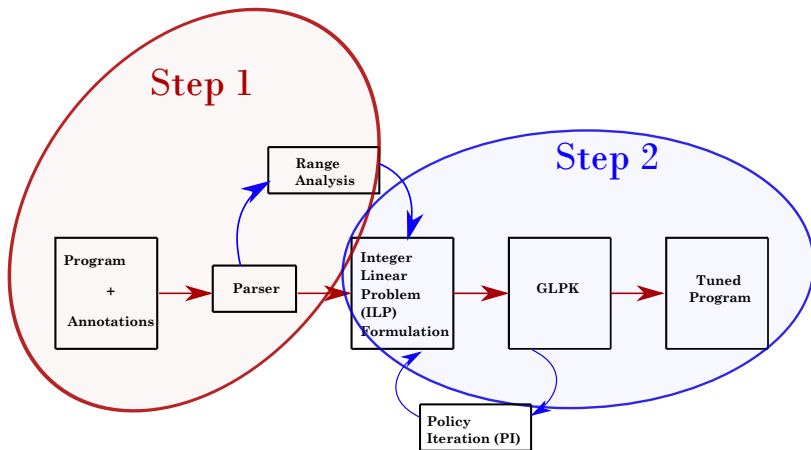 Step 1
Step 2
Range
Analysis
Program
+
Annotations
Parser
Integer
Linear
Problem
(ILP)
Formulation
GLPK
Tuned
Program
Policy
Iteration (PI)